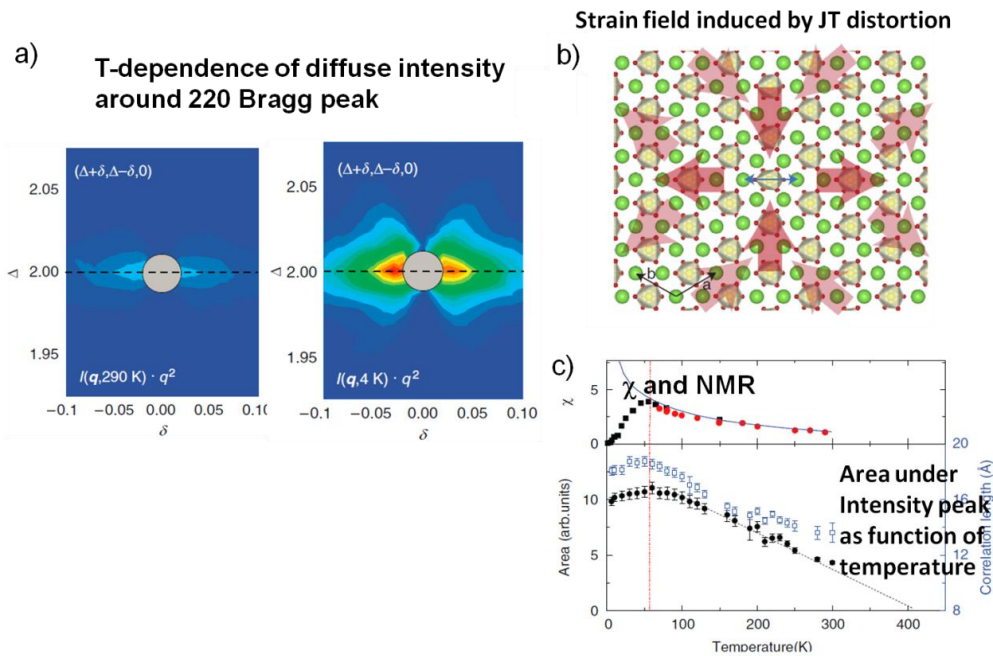 Strain field induced by JT distortion
a)
T-dependence of diffuse intensity
around 220 Bragg peak
(Δ+δ,Δ−δ,0)
2.05
Δ
2.00
1.95
I(q,290 K) · q²
−0.1
−0.05
0.00
0.05
0.10
δ
(Δ+δ,Δ−δ,0)
2.05
2.00
1.95
I(q,4 K) · q²
−0.1
−0.05
0.00
0.05
0.10
δ
b)
b
a
c)
χ and NMR
5
χ
0
20
Area under
Intensity peak
as function of
temperature
10
Area (arb.units)
5
0
16
12
8
Correlation length (Å)
0
100
200
300
400
Temperature(K)